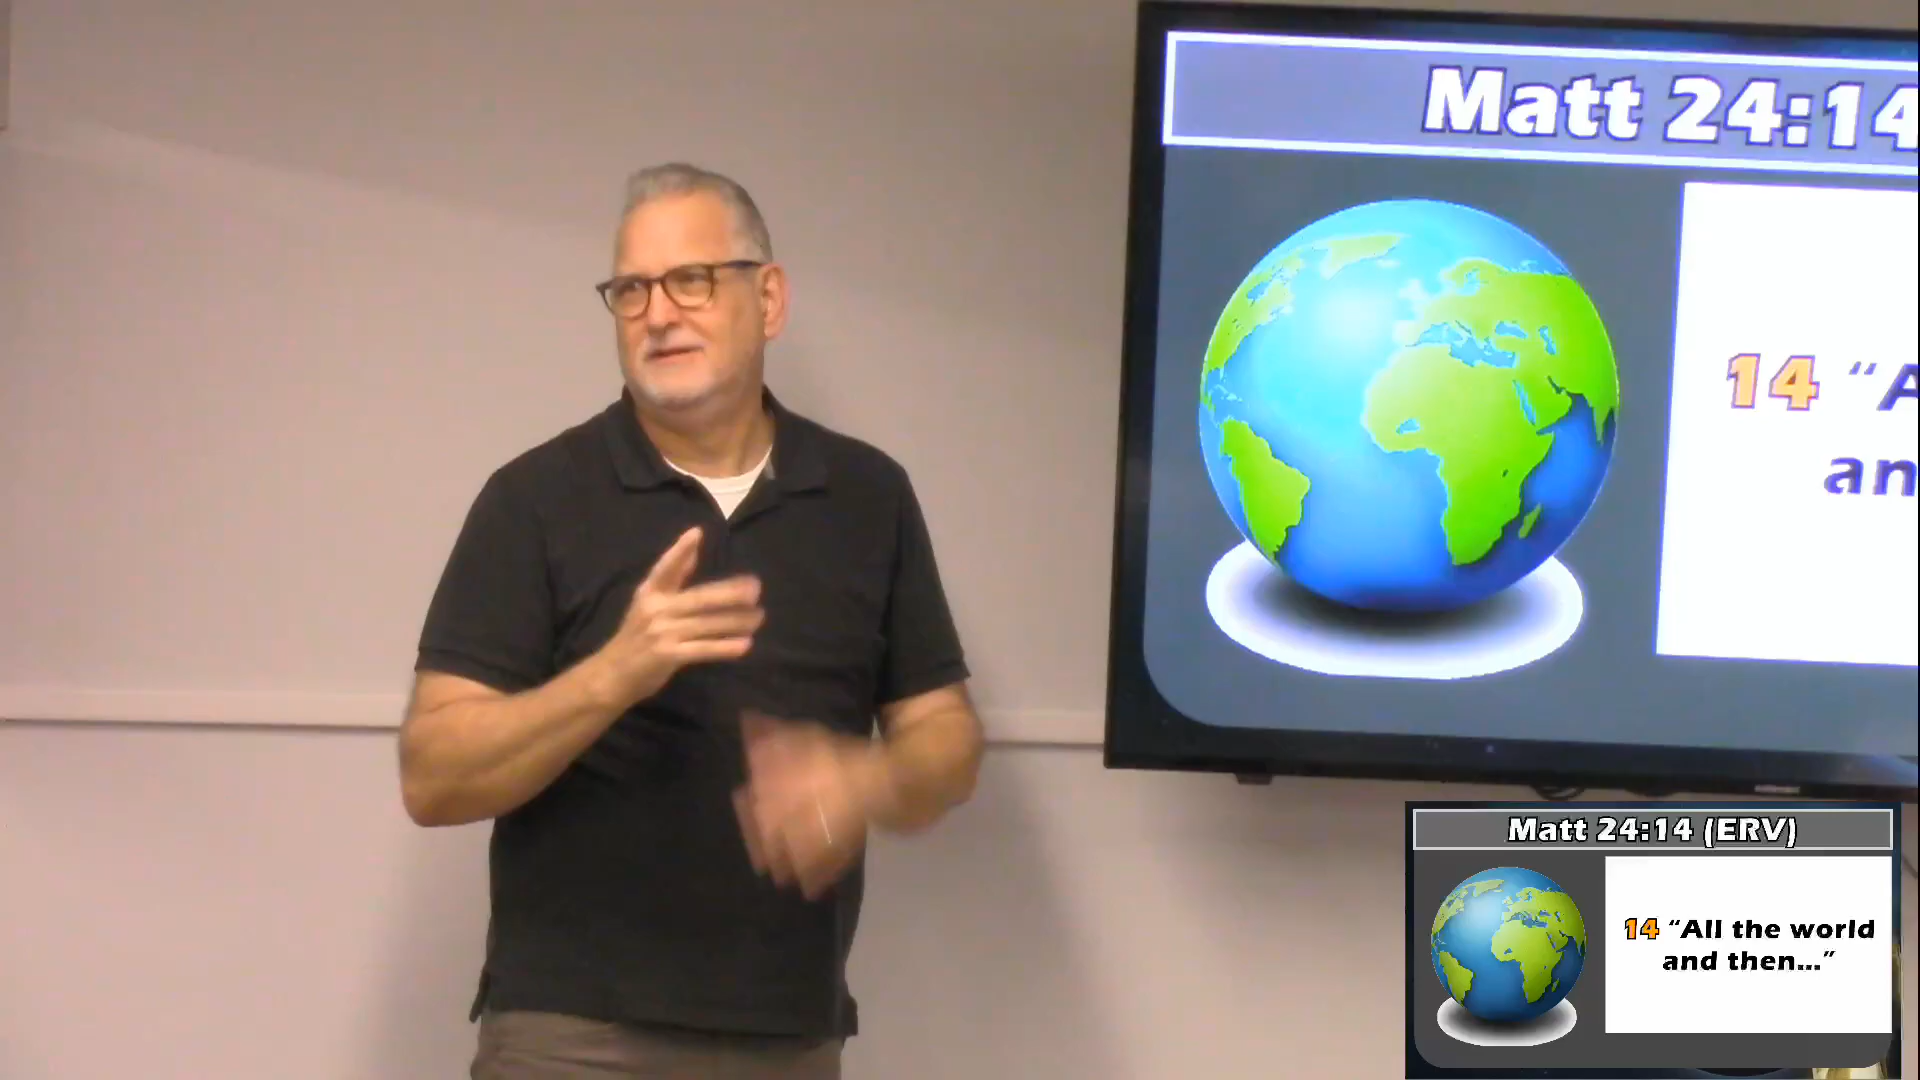 Matt 24:14
14 “A
an
Matt 24:14 (ERV)
14 “All the world
and then...”